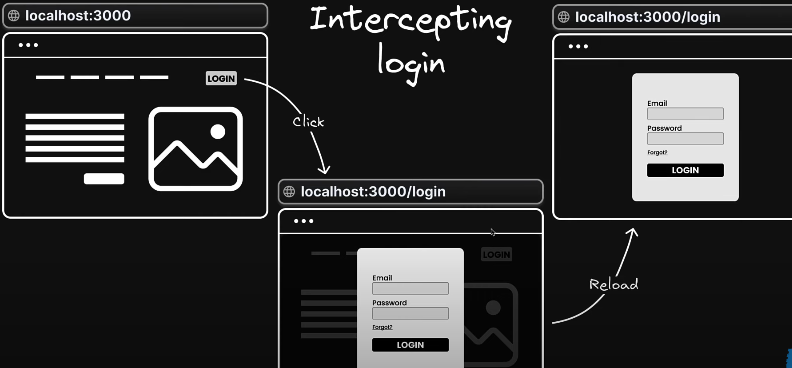 localhost:3000
LOGIN
Intercepting
login
Click
localhost:3000/login
Email
Password
Forgot?
LOGIN
LOGIN
Reload
localhost:3000/login
Email
Password
Forgot?
LOGIN